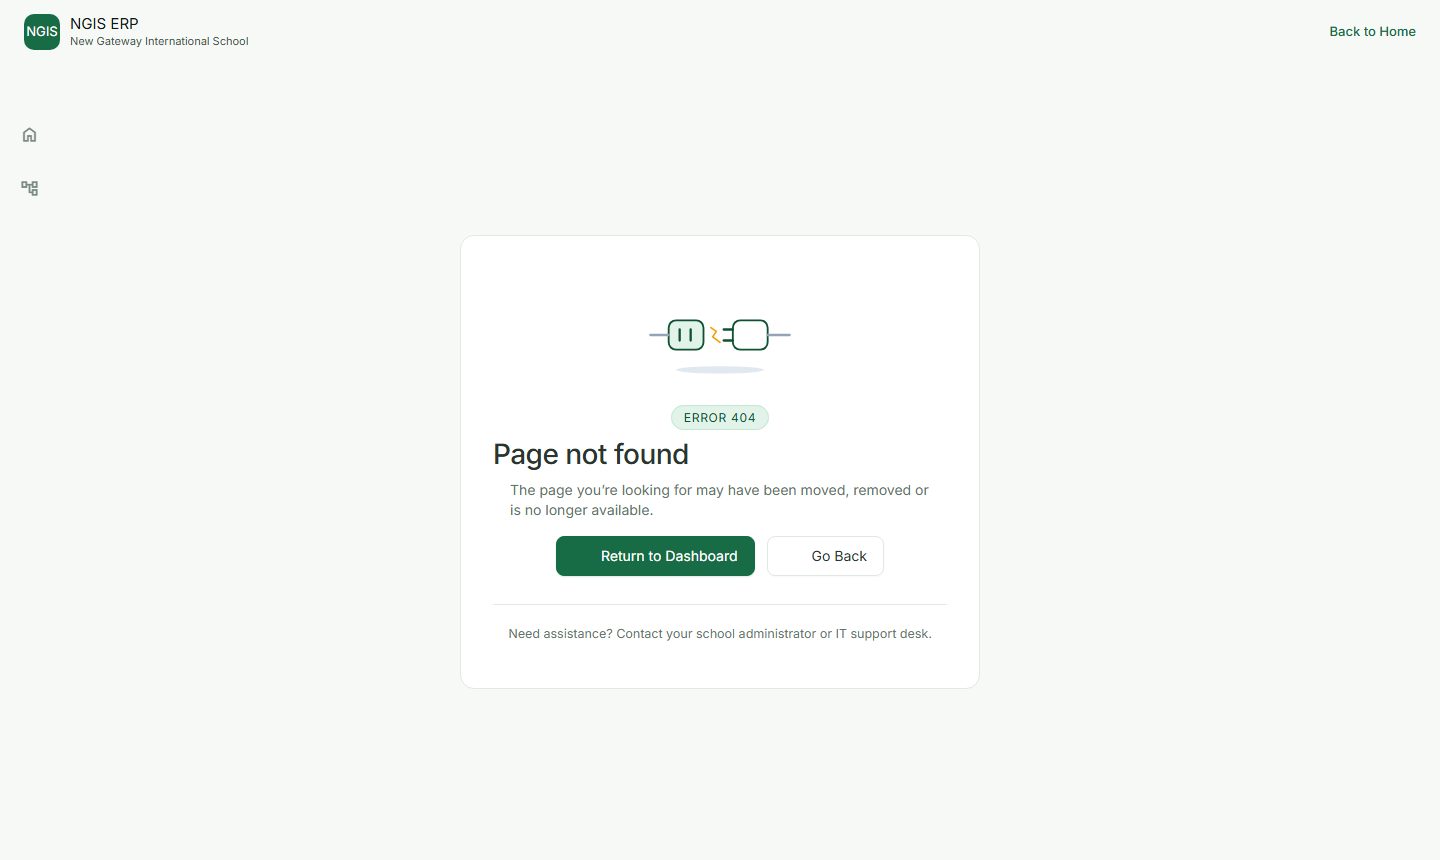 NGIS
NGIS ERP
New Gateway International School
Back to Home
ERROR 404
Page not found
The page you’re looking for may have been moved, removed or
is no longer available.
Return to Dashboard
Go Back
Need assistance? Contact your school administrator or IT support desk.